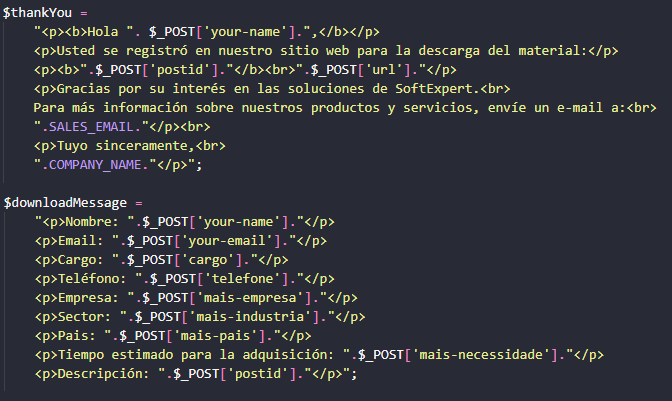 $thankYou =
"<p><b>Hola ". $_POST['your-name'].",</b></p>
<p>Usted se registró en nuestro sitio web para la descarga del material:</p>
<p><b>".$_POST['postid']."</b><br>".$_POST['url']."</p>
<p>Gracias por su interés en las soluciones de SoftExpert.<br>
Para más información sobre nuestros productos y servicios, envíe un e-mail a:<br>
".SALES_EMAIL."</p><br>
<p>Tuyo sinceramente,<br>
".COMPANY_NAME."</p>";
$downloadMessage =
"<p>Nombre: ".$_POST['your-name']."</p>
<p>Email: ".$_POST['your-email']."</p>
<p>Cargo: ".$_POST['cargo']."</p>
<p>Teléfono: ".$_POST['telefone']."</p>
<p>Empresa: ".$_POST['mais-empresa']."</p>
<p>Sector: ".$_POST['mais-industria']."</p>
<p>Pais: ".$_POST['mais-pais']."</p>
<p>Tiempo estimado para la adquisición: ".$_POST['mais-necessidade']."</p>
<p>Descripción: ".$_POST['postid']."</p>";